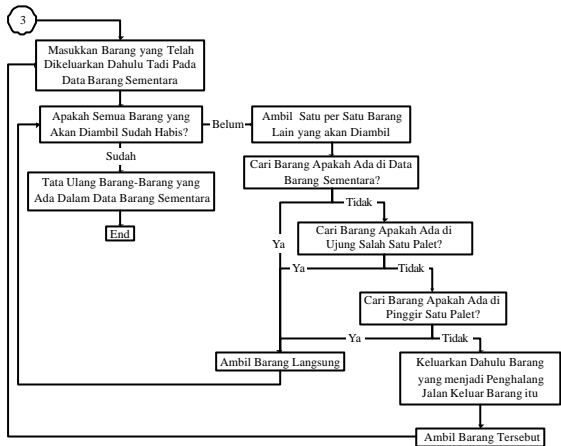 3
Masukkan Barang yang Telah
Dikeluarkan Dahulu Tadi Pada
Data Barang Sementara
Apakah Semua Barang yang
Akan Diambil Sudah Habis?
Belum
Ambil Satu per Satu Barang
Lain yang akan Diambil
Sudah
Cari Barang Apakah Ada di Data
Barang Sementara?
Tata Ulang Barang-Barang yang
Ada Dalam Data Barang Sementara
Tidak
End
Ya
Cari Barang Apakah Ada di
Ujung Salah Satu Palet?
Ya
Tidak
Cari Barang Apakah Ada di
Pinggir Satu Palet?
Ya
Tidak
Ambil Barang Langsung
Keluarkan Dahulu Barang
yang menjadi Penghalang
Jalan Keluar Barang itu
Ambil Barang Tersebut